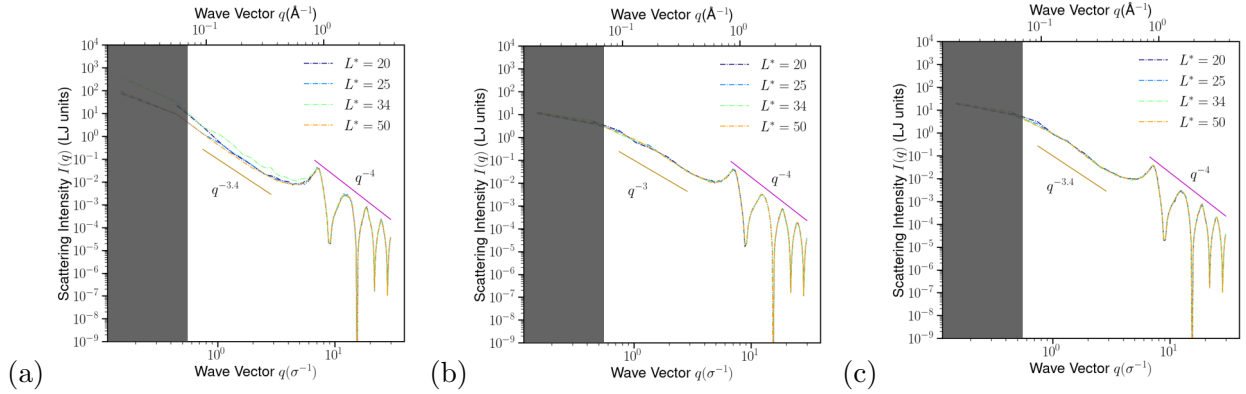 Wave Vector q(Å⁻¹)
10⁻¹ 10⁰
10⁴
10³
10²
10¹
10⁰
10⁻¹
10⁻²
10⁻³
10⁻⁴
10⁻⁵
10⁻⁶
10⁻⁷
10⁻⁸
10⁻⁹
Scattering Intensity I(q) (LJ units)
L* = 20
L* = 25
L* = 34
L* = 50
q⁻³·⁴
q⁻⁴
10⁰ 10¹
Wave Vector q(σ⁻¹)
(a)
Wave Vector q(Å⁻¹)
10⁻¹ 10⁰
10⁴
10³
10²
10¹
10⁰
10⁻¹
10⁻²
10⁻³
10⁻⁴
10⁻⁵
10⁻⁶
10⁻⁷
10⁻⁸
10⁻⁹
Scattering Intensity I(q) (LJ units)
L* = 20
L* = 25
L* = 34
L* = 50
q⁻³
q⁻⁴
10⁰ 10¹
Wave Vector q(σ⁻¹)
(b)
Wave Vector q(Å⁻¹)
10⁻¹ 10⁰
10⁴
10³
10²
10¹
10⁰
10⁻¹
10⁻²
10⁻³
10⁻⁴
10⁻⁵
10⁻⁶
10⁻⁷
10⁻⁸
10⁻⁹
Scattering Intensity I(q) (LJ units)
L* = 20
L* = 25
L* = 34
L* = 50
q⁻³·⁴
q⁻⁴
10⁰ 10¹
Wave Vector q(σ⁻¹)
(c)